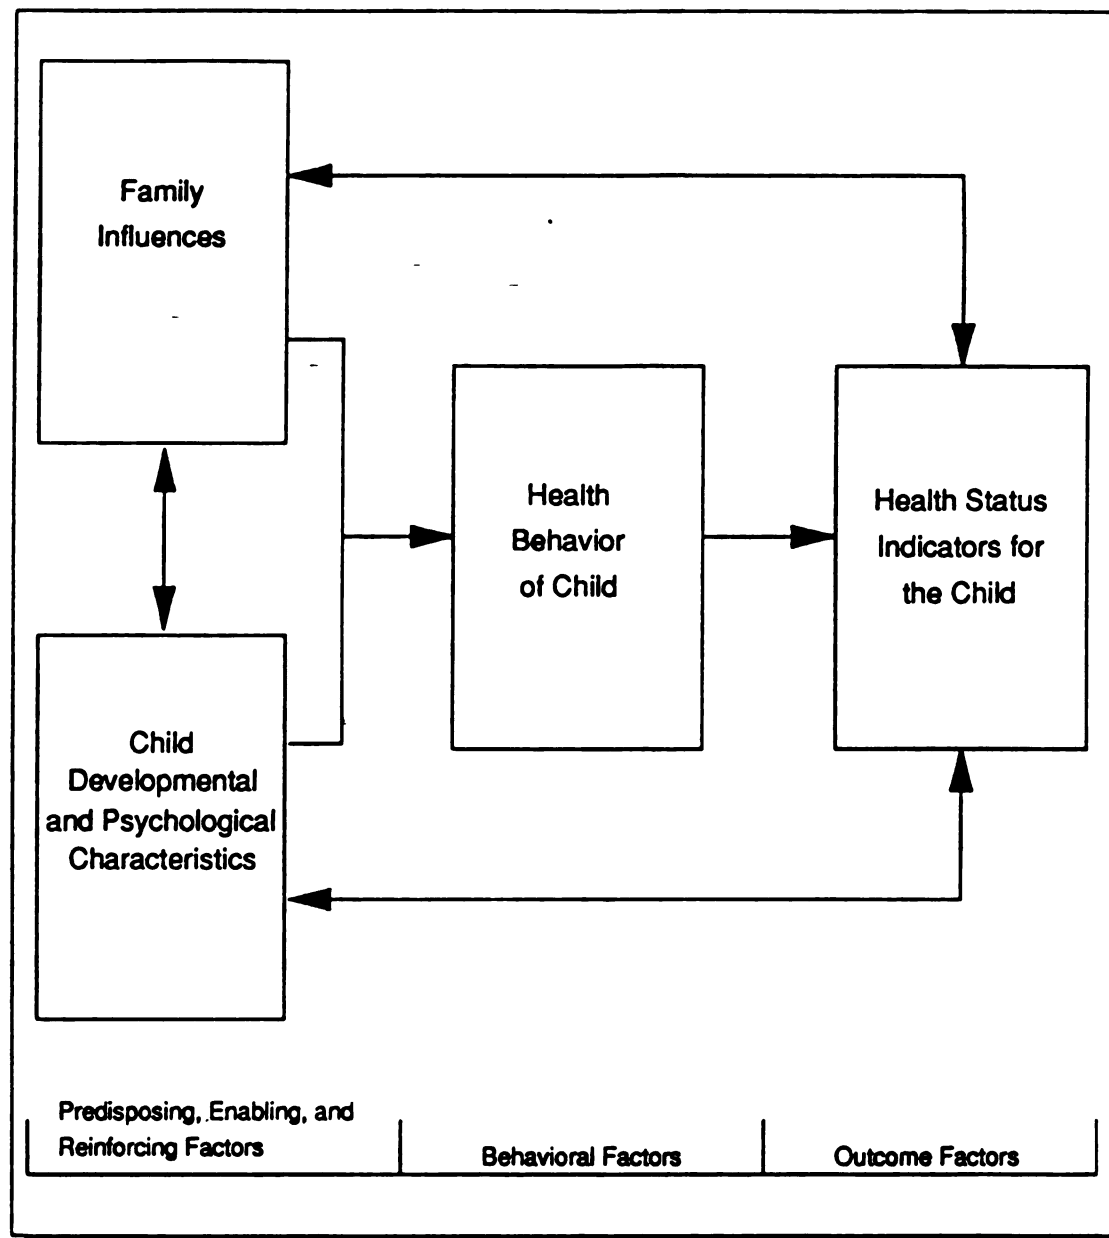 Family
Influences
Health
Behavior
of Child
Health Status
Indicators for
the Child
Child
Developmental
and Psychological
Characteristics
Predisposing, Enabling, and
Reinforcing Factors
Behavioral Factors
Outcome Factors